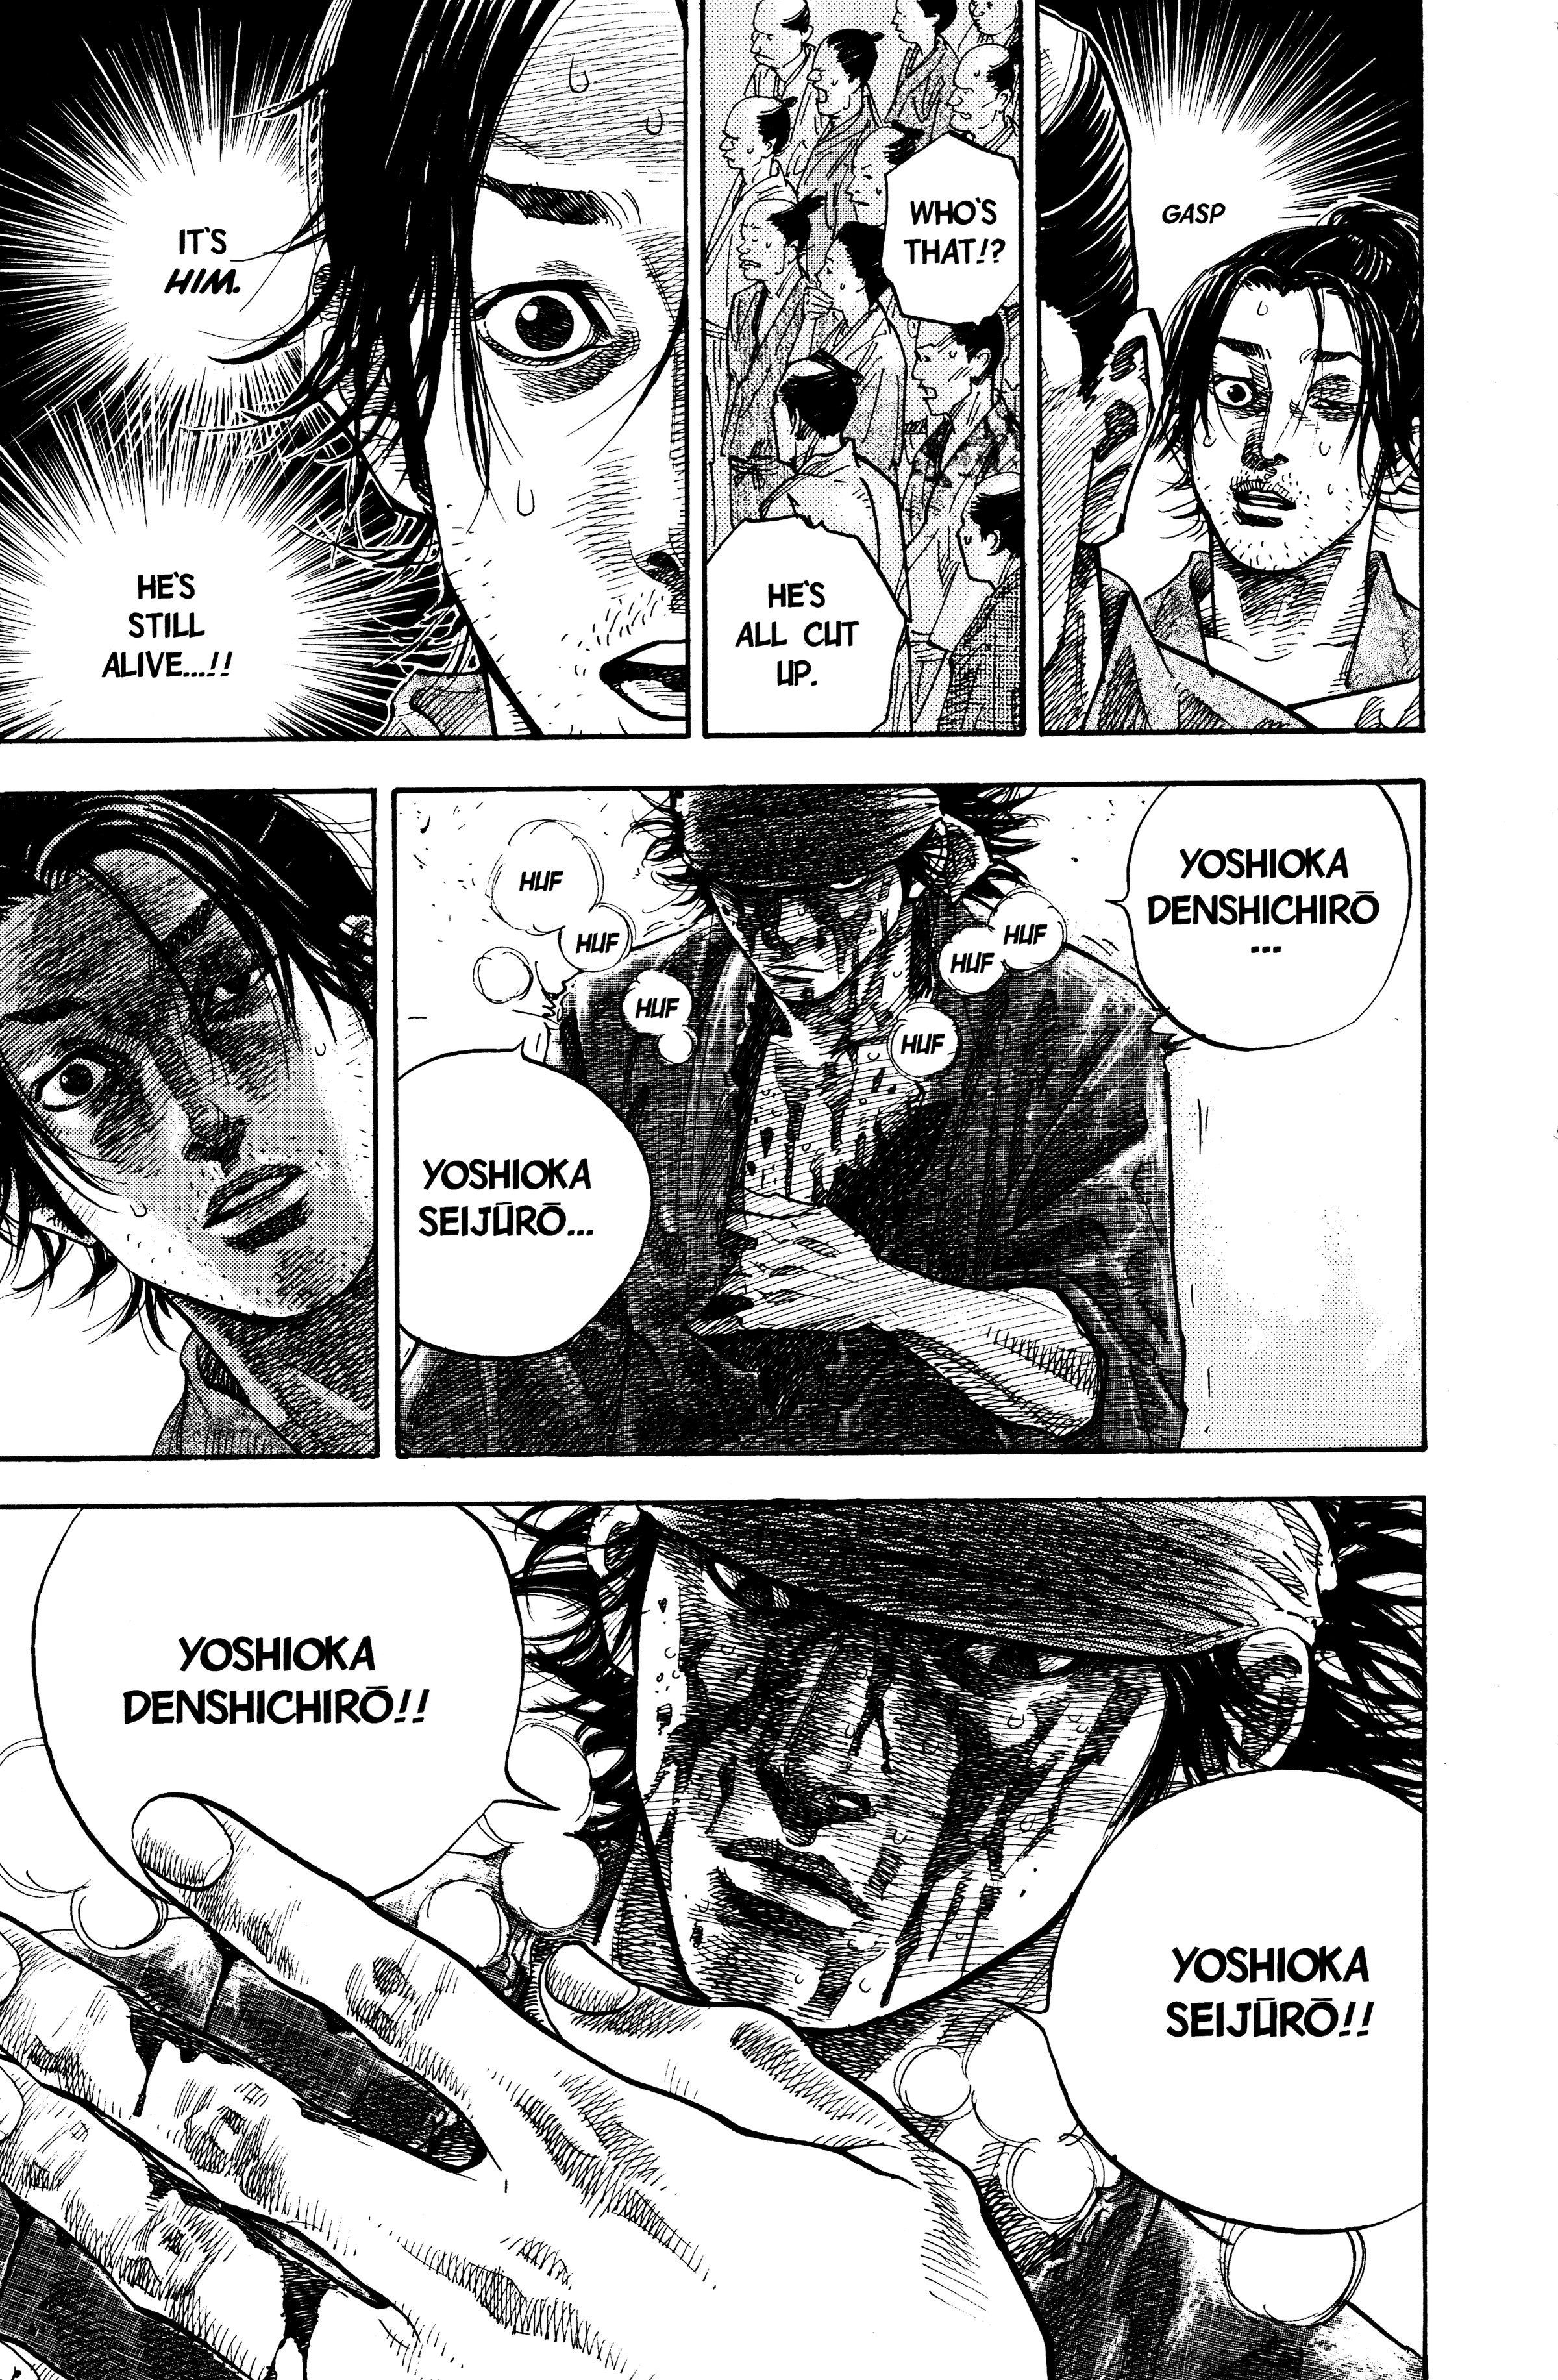 GASP
WHO'S
THAT!?
HE'S
ALL CUT
UP.
IT'S
HIM.
HE'S
STILL
ALIVE...!!
YOSHIOKA
DENSHICHIRŌ
...
HUF
HUF
HUF
HUF
HUF
HUF
YOSHIOKA
SEIJŪRŌ...
YOSHIOKA
SEIJŪRŌ!!
YOSHIOKA
DENSHICHIRŌ!!